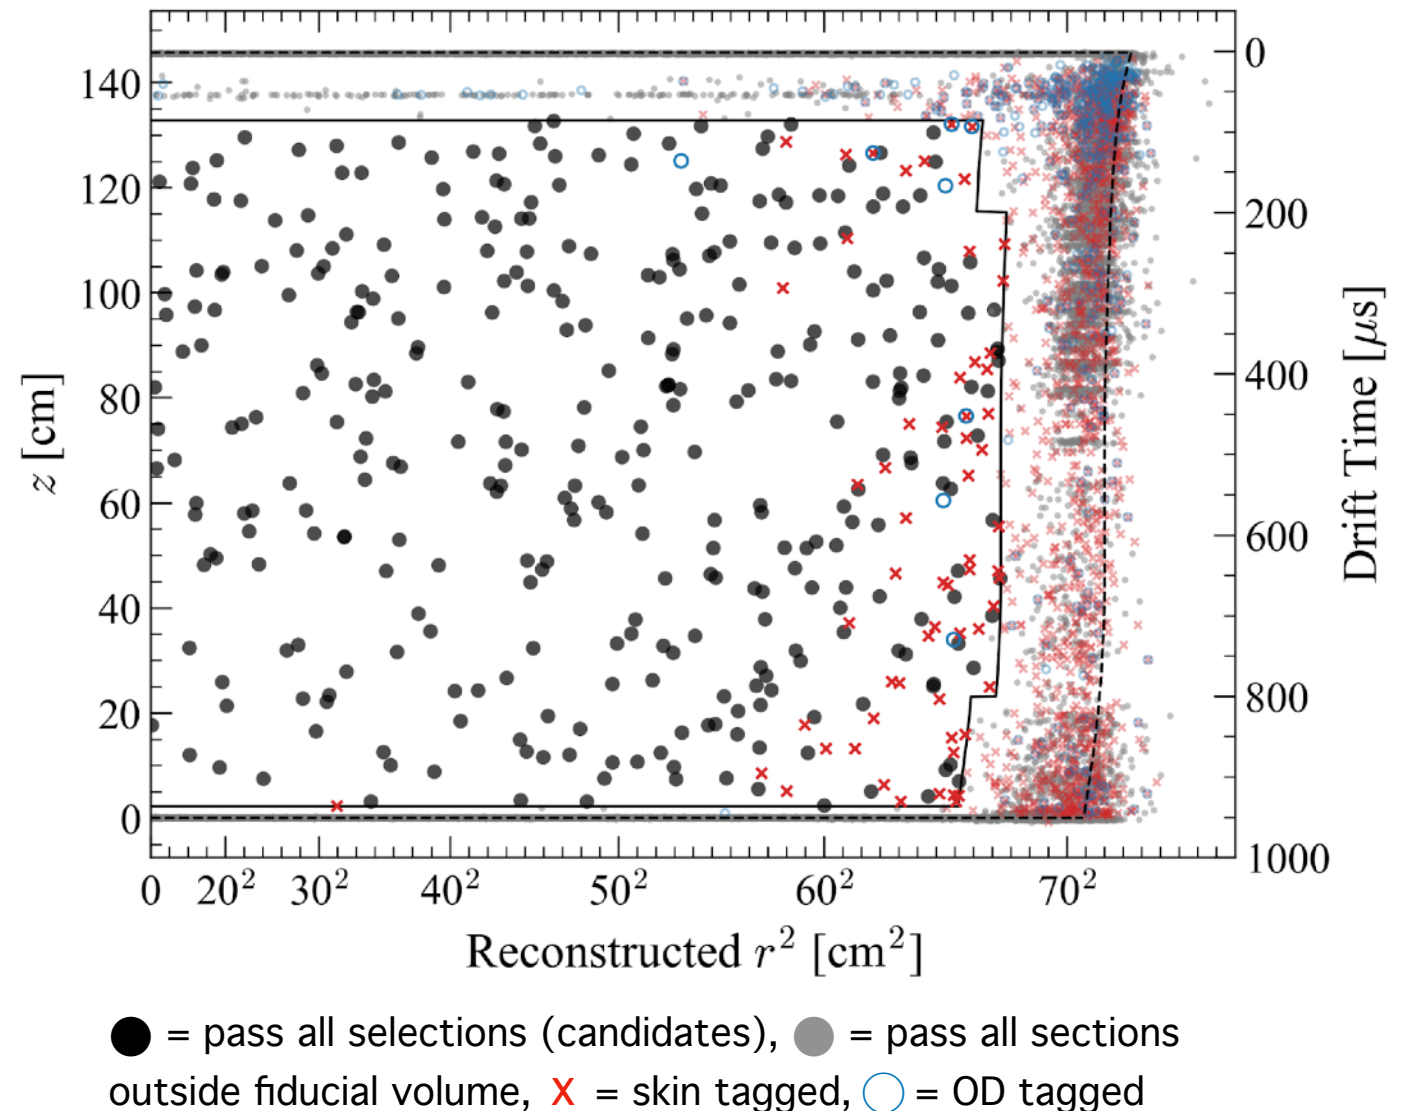 140
120
100
80
60
40
20
0
z [cm]
0
200
400
600
800
1000
Drift Time [μs]
0 20² 30² 40² 50² 60² 70²
Reconstructed r² [cm²]
● = pass all selections (candidates), ● = pass all sections
outside fiducial volume, X = skin tagged, ○ = OD tagged